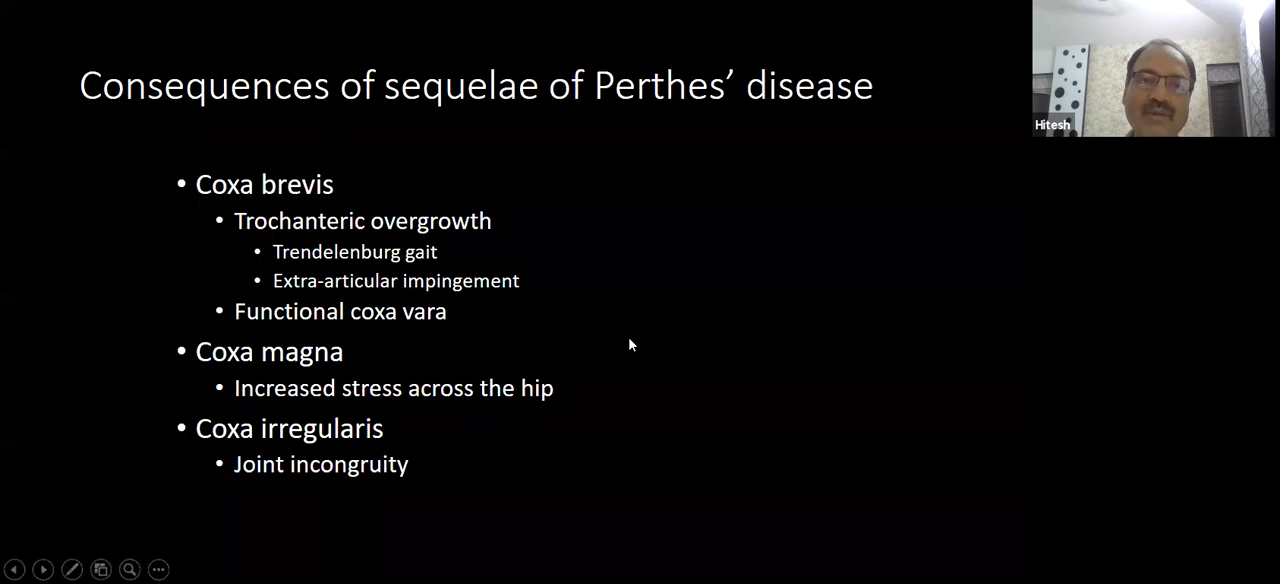 Consequences of sequelae of Perthes’ disease
Hitesh
• Coxa brevis
• Trochanteric overgrowth
• Trendelenburg gait
• Extra-articular impingement
• Functional coxa vara
• Coxa magna
• Increased stress across the hip
• Coxa irregularis
• Joint incongruity